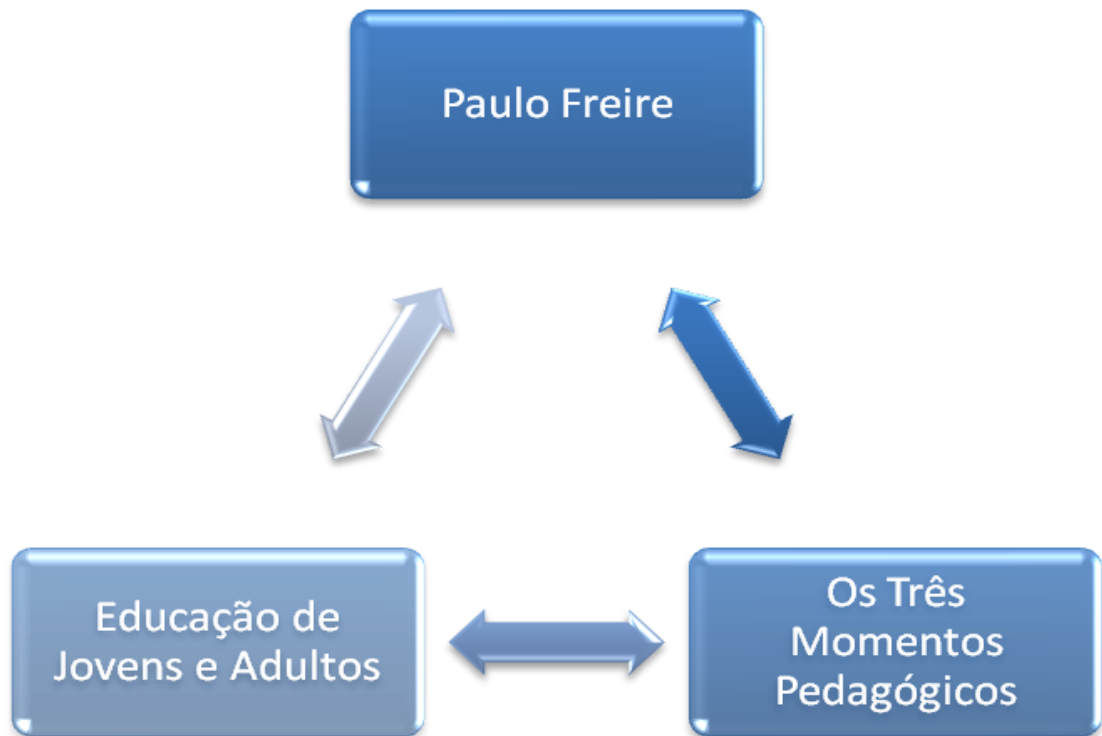 Paulo Freire
Educação de
Jovens e Adultos
Os Três
Momentos
Pedagógicos